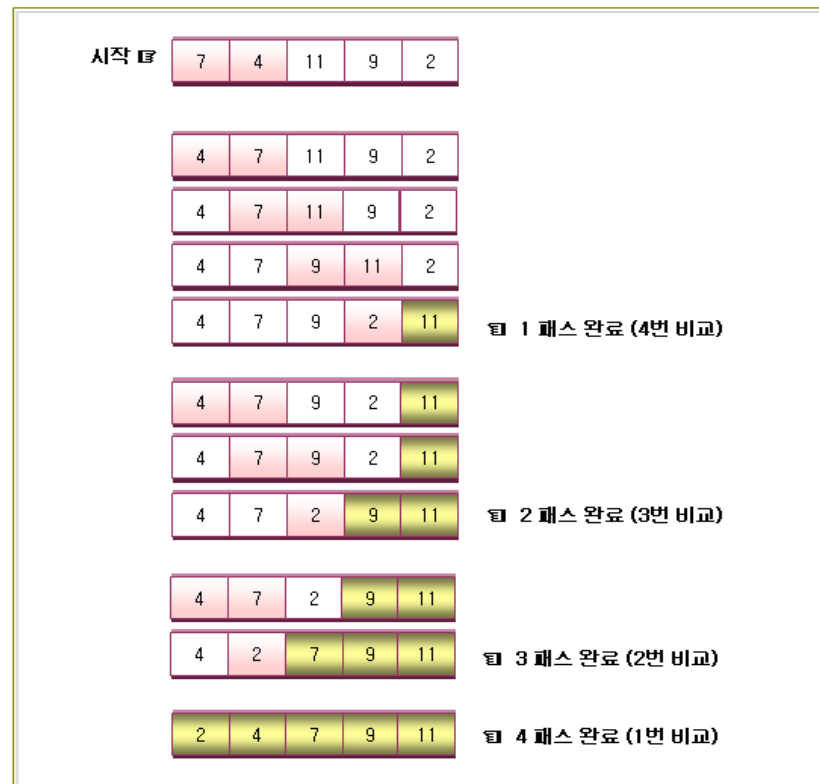 시작 ☞ 7 4 11 9 2
4 7 11 9 2
4 7 11 9 2
4 7 9 11 2
4 7 9 2 11 ☜ 1 패스 완료 (4번 비교)
4 7 9 2 11
4 7 9 2 11
4 7 2 9 11 ☜ 2 패스 완료 (3번 비교)
4 7 2 9 11
4 2 7 9 11 ☜ 3 패스 완료 (2번 비교)
2 4 7 9 11 ☜ 4 패스 완료 (1번 비교)